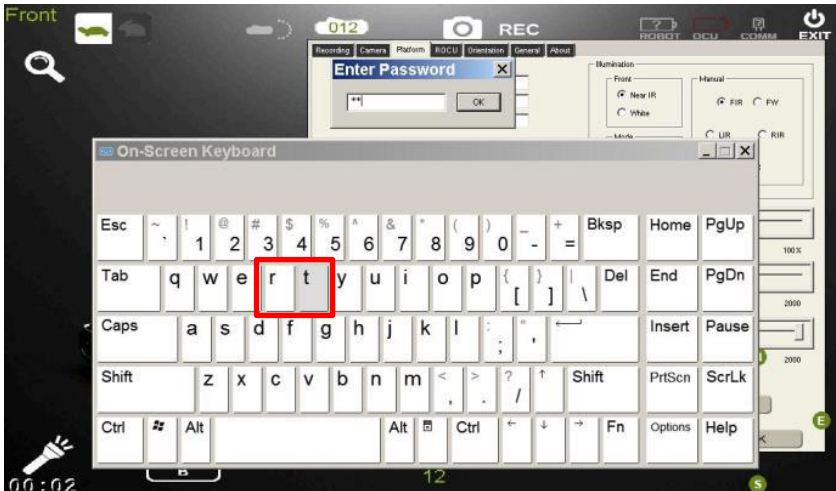 Front
012
REC
ROBOT OCU COMM EXIT
Recording Camera Platform ROCU Orientation General About
Enter Password X
**
OK
Illumination
Front
Near IR
White
Mode
Manual
FIR FW
UR RIR
On-Screen Keyboard
Esc ~ ` ! 1 @ 2 # 3 $ 4 % 5 ^ 6 & 7 * 8 ( 9 ) 0 _ - + = Bksp Home PgUp
100%
Tab q w e r t y u i o p { [ } ] | \ Del End PgDn
2000
Caps a s d f g h j k l : ; " ' Insert Pause
2000
Shift z x c v b n m < , > . ? / ↑ Shift PrtScn ScrLk
Ctrl Alt Alt Ctrl ← ↓ → Fn Options Help
E
00:02
B
12
S